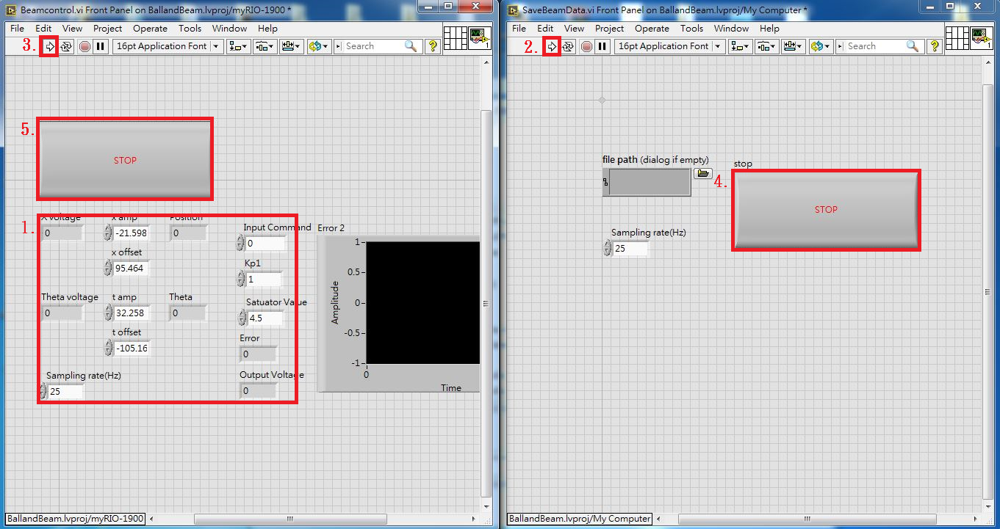 Beamcontrol.vi Front Panel on BallandBeam.lvproj/myRIO-1900 *
File Edit View Project Operate Tools Window Help
3.
16pt Application Font
Search
?
1
5.
STOP
1.
X voltage
0
x amp
-21.598
Position
0
x offset
95.464
Theta voltage
0
t amp
32.258
Theta
0
t offset
-105.16
Sampling rate(Hz)
25
Input Command
0
Kp1
1
Satuator Value
4.5
Error
0
Output Voltage
0
Error 2
Amplitude
1
0.5
0
-0.5
-1
0
Time
BallandBeam.lvproj/myRIO-1900
SaveBeamData.vi Front Panel on BallandBeam.lvproj/My Computer *
File Edit View Project Operate Tools Window Help
2.
16pt Application Font
Search
?
1
file path (dialog if empty)
Sampling rate(Hz)
25
stop
4.
STOP
BallandBeam.lvproj/My Computer